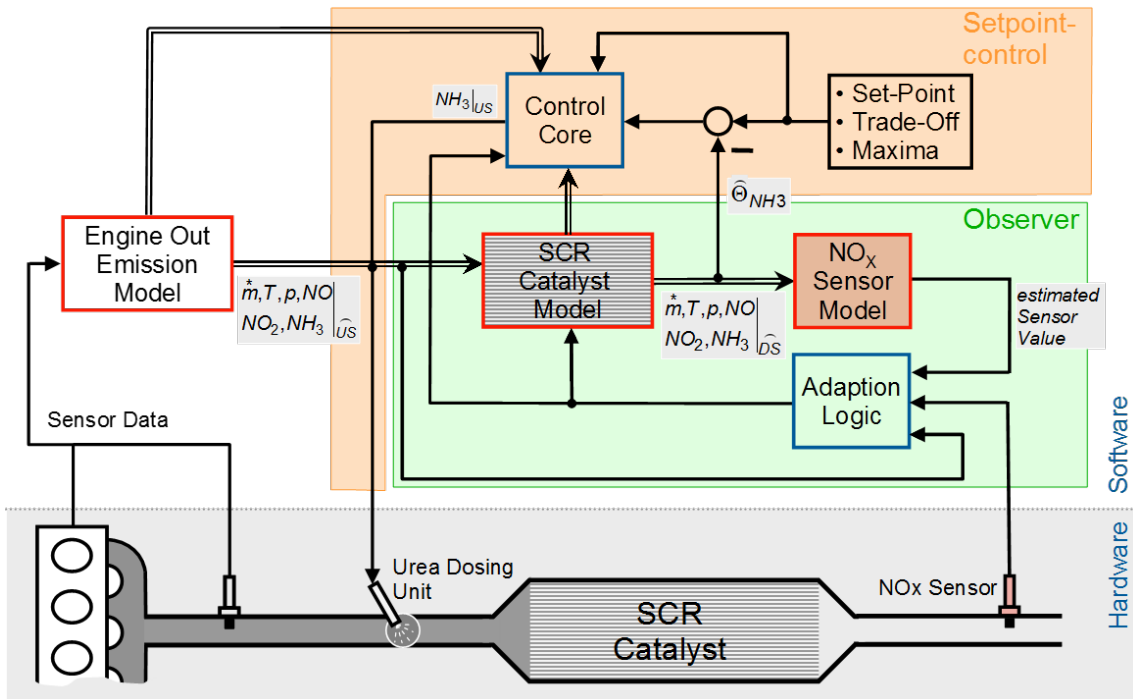 Setpoint-
control
NH3|US
Control
Core
• Set-Point
• Trade-Off
• Maxima
Θ̂NH3
Observer
Engine Out
Emission
Model
SCR
Catalyst
Model
NOX
Sensor
Model
ṁ*,T,p,NO
NO2,NH3|US
ṁ*,T,p,NO
NO2,NH3|DS
estimated
Sensor
Value
Adaption
Logic
Sensor Data
Software
Hardware
Urea Dosing
Unit
NOx Sensor
SCR
Catalyst